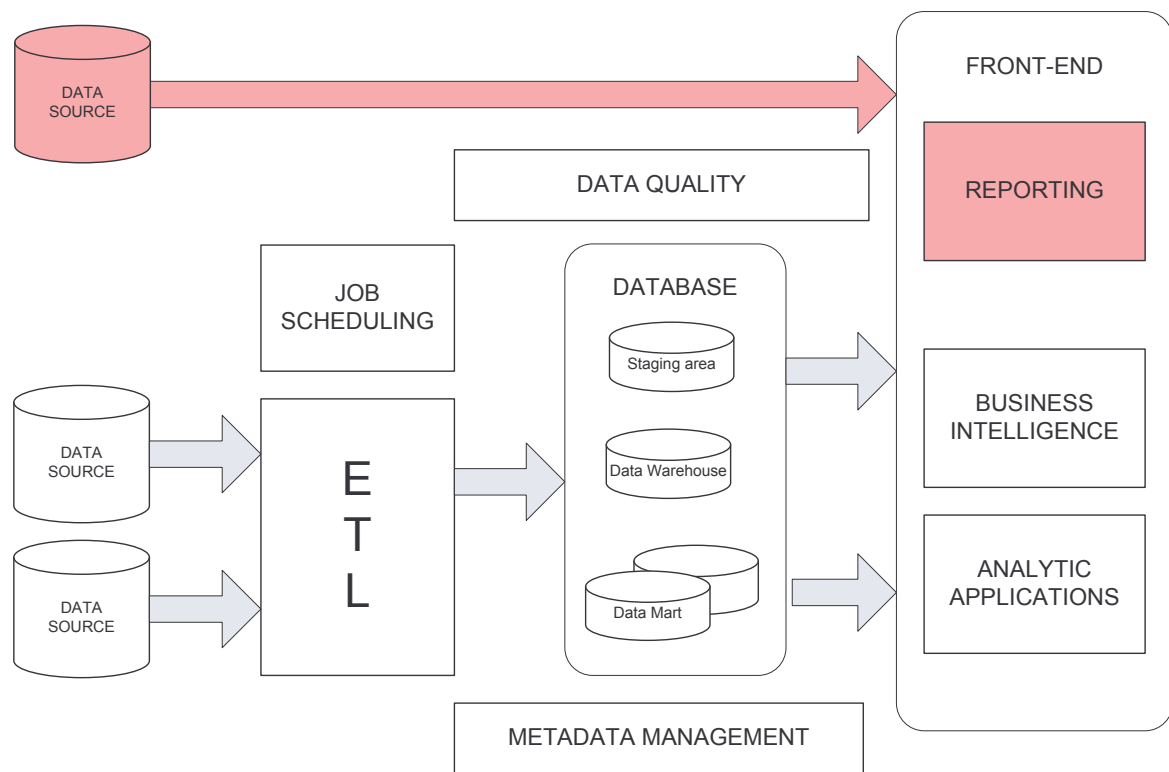 DATA
SOURCE
FRONT-END
REPORTING
DATA QUALITY
JOB
SCHEDULING
DATABASE
Staging area
Data Warehouse
Data Mart
DATA
SOURCE
DATA
SOURCE
E
T
L
BUSINESS
INTELLIGENCE
ANALYTIC
APPLICATIONS
METADATA MANAGEMENT